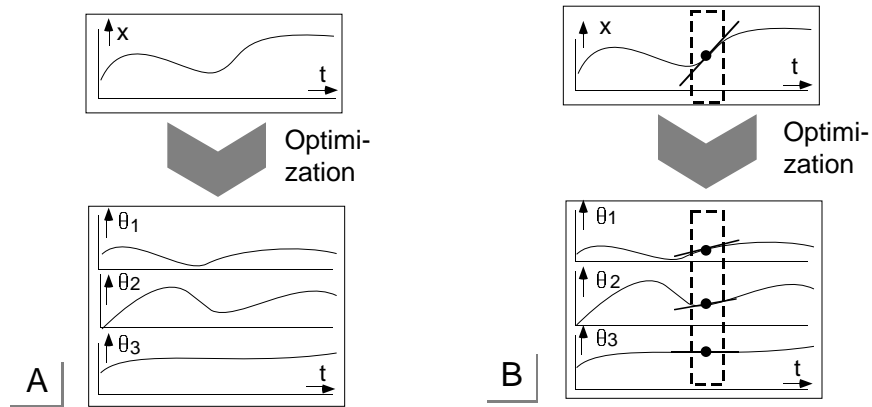 x
t
Optimi-
zation
θ1
θ2
θ3
t
A
x
t
Optimi-
zation
θ1
θ2
θ3
t
B